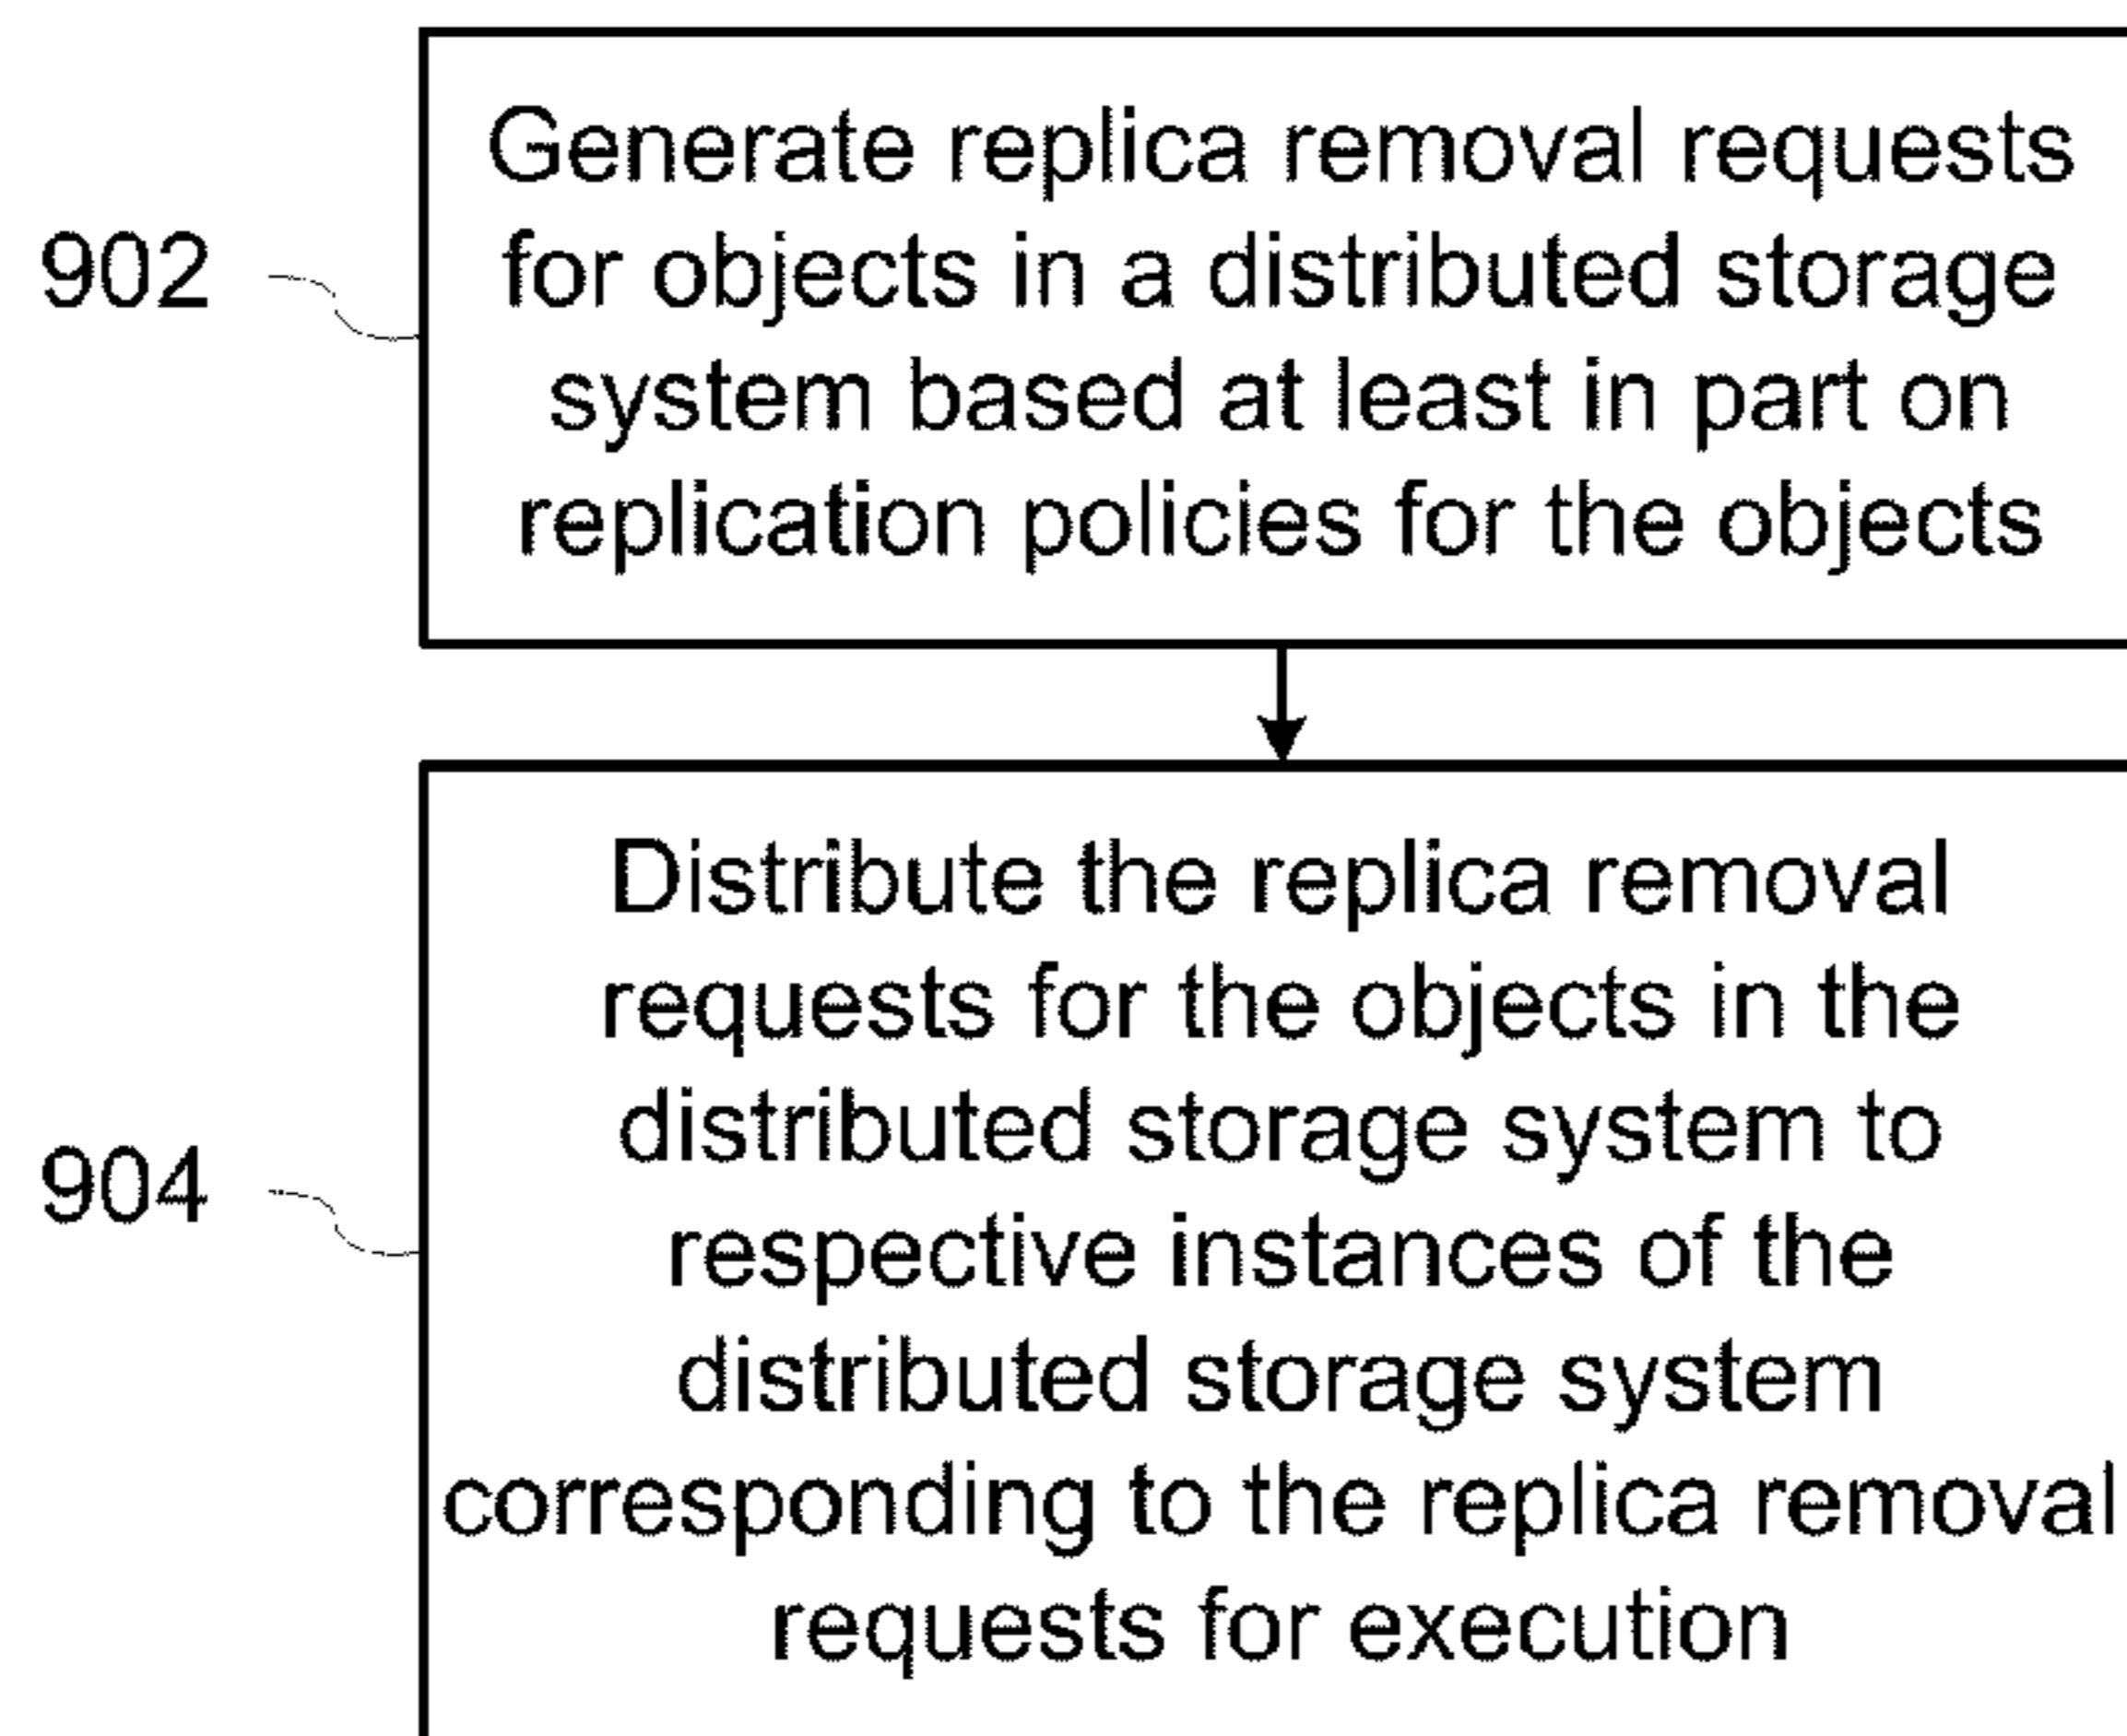 Generate replica removal requests
for objects in a distributed storage
902
system based at least in part on
replication policies for the objects
Distribute the replica removal
requests for the objects in the
distributed storage system to
904
respective instances of the
distributed storage system
corresponding to the replica removal
requests for execution